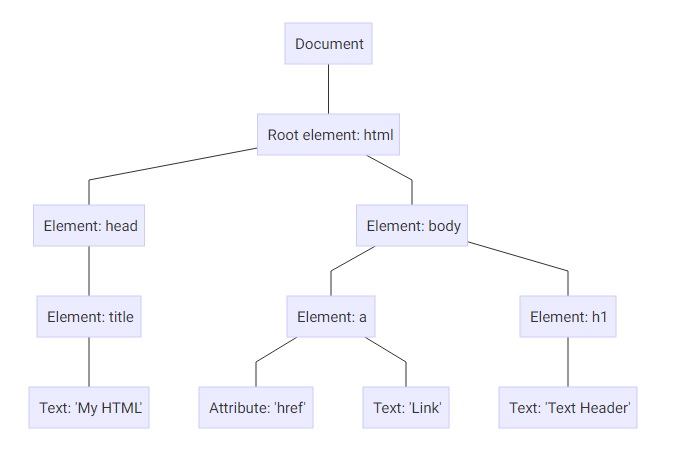 Document
Root element: html
Element: head
Element: body
Element: title
Element: a
Element: h1
Text: 'My HTML'
Attribute: 'href'
Text: 'Link'
Text: 'Text Header'